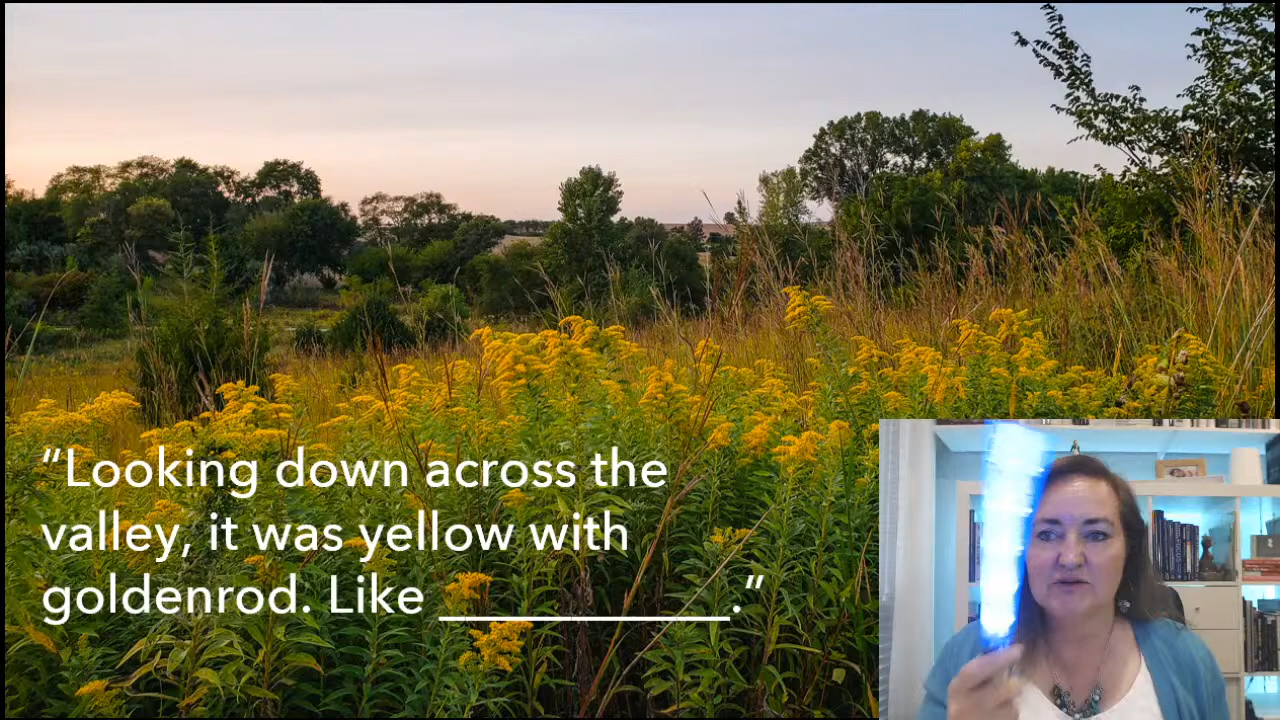 “Looking down across the
valley, it was yellow with
goldenrod. Like ___________.”